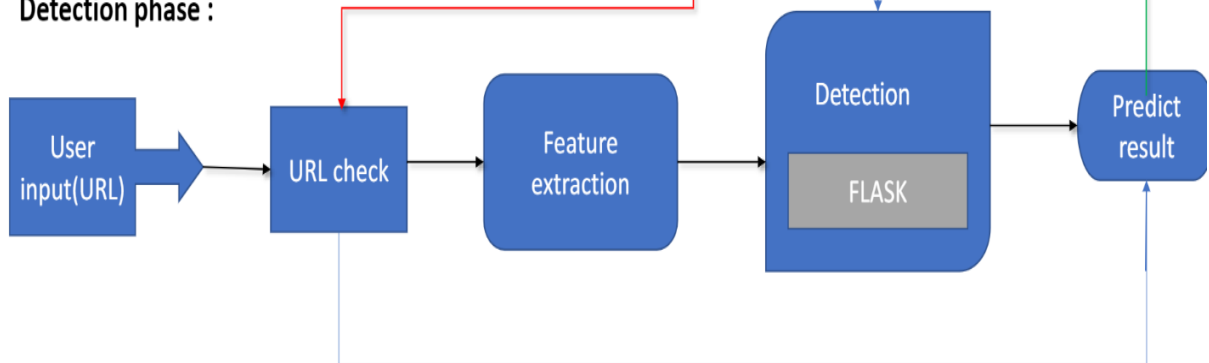 Detection phase :
User
input(URL)
URL check
Feature
extraction
Detection
FLASK
Predict
result